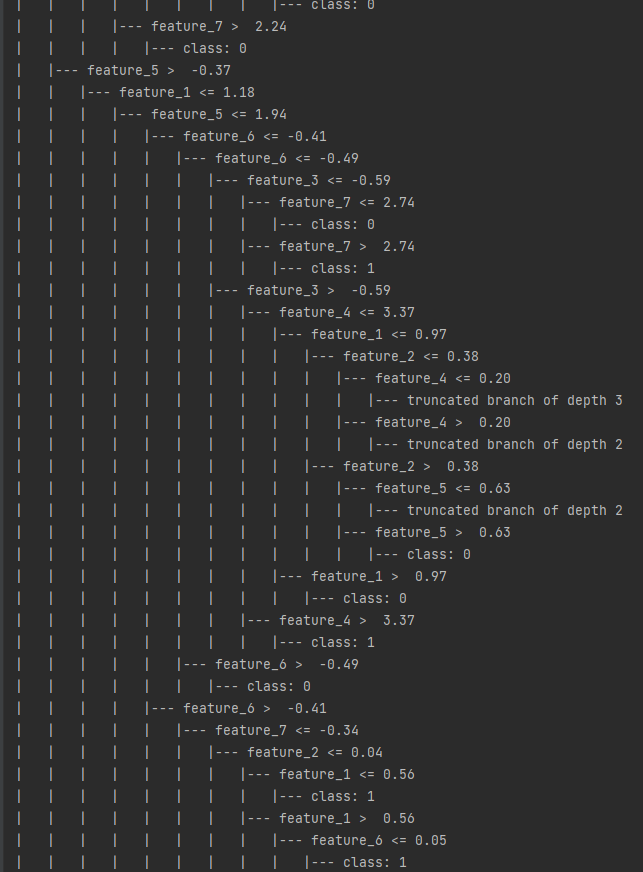 |   |   |   |   |   |   |   |   |--- class: 0
|   |   |   |--- feature_7 >  2.24
|   |   |   |   |--- class: 0
|   |--- feature_5 >  -0.37
|   |   |--- feature_1 <= 1.18
|   |   |   |--- feature_5 <= 1.94
|   |   |   |   |--- feature_6 <= -0.41
|   |   |   |   |   |--- feature_6 <= -0.49
|   |   |   |   |   |   |--- feature_3 <= -0.59
|   |   |   |   |   |   |   |--- feature_7 <= 2.74
|   |   |   |   |   |   |   |   |--- class: 0
|   |   |   |   |   |   |   |--- feature_7 >  2.74
|   |   |   |   |   |   |   |   |--- class: 1
|   |   |   |   |   |   |--- feature_3 >  -0.59
|   |   |   |   |   |   |   |--- feature_4 <= 3.37
|   |   |   |   |   |   |   |   |--- feature_1 <= 0.97
|   |   |   |   |   |   |   |   |   |--- feature_2 <= 0.38
|   |   |   |   |   |   |   |   |   |   |--- feature_4 <= 0.20
|   |   |   |   |   |   |   |   |   |   |   |--- truncated branch of depth 3
|   |   |   |   |   |   |   |   |   |   |--- feature_4 >  0.20
|   |   |   |   |   |   |   |   |   |   |   |--- truncated branch of depth 2
|   |   |   |   |   |   |   |   |   |--- feature_2 >  0.38
|   |   |   |   |   |   |   |   |   |   |--- feature_5 <= 0.63
|   |   |   |   |   |   |   |   |   |   |   |--- truncated branch of depth 2
|   |   |   |   |   |   |   |   |   |   |--- feature_5 >  0.63
|   |   |   |   |   |   |   |   |   |   |   |--- class: 0
|   |   |   |   |   |   |   |   |--- feature_1 >  0.97
|   |   |   |   |   |   |   |   |   |--- class: 0
|   |   |   |   |   |   |   |--- feature_4 >  3.37
|   |   |   |   |   |   |   |   |--- class: 1
|   |   |   |   |   |--- feature_6 >  -0.49
|   |   |   |   |   |   |--- class: 0
|   |   |   |   |--- feature_6 >  -0.41
|   |   |   |   |   |--- feature_7 <= -0.34
|   |   |   |   |   |   |--- feature_2 <= 0.04
|   |   |   |   |   |   |   |--- feature_1 <= 0.56
|   |   |   |   |   |   |   |   |--- class: 1
|   |   |   |   |   |   |   |--- feature_1 >  0.56
|   |   |   |   |   |   |   |   |--- feature_6 <= 0.05
|   |   |   |   |   |   |   |   |   |--- class: 1